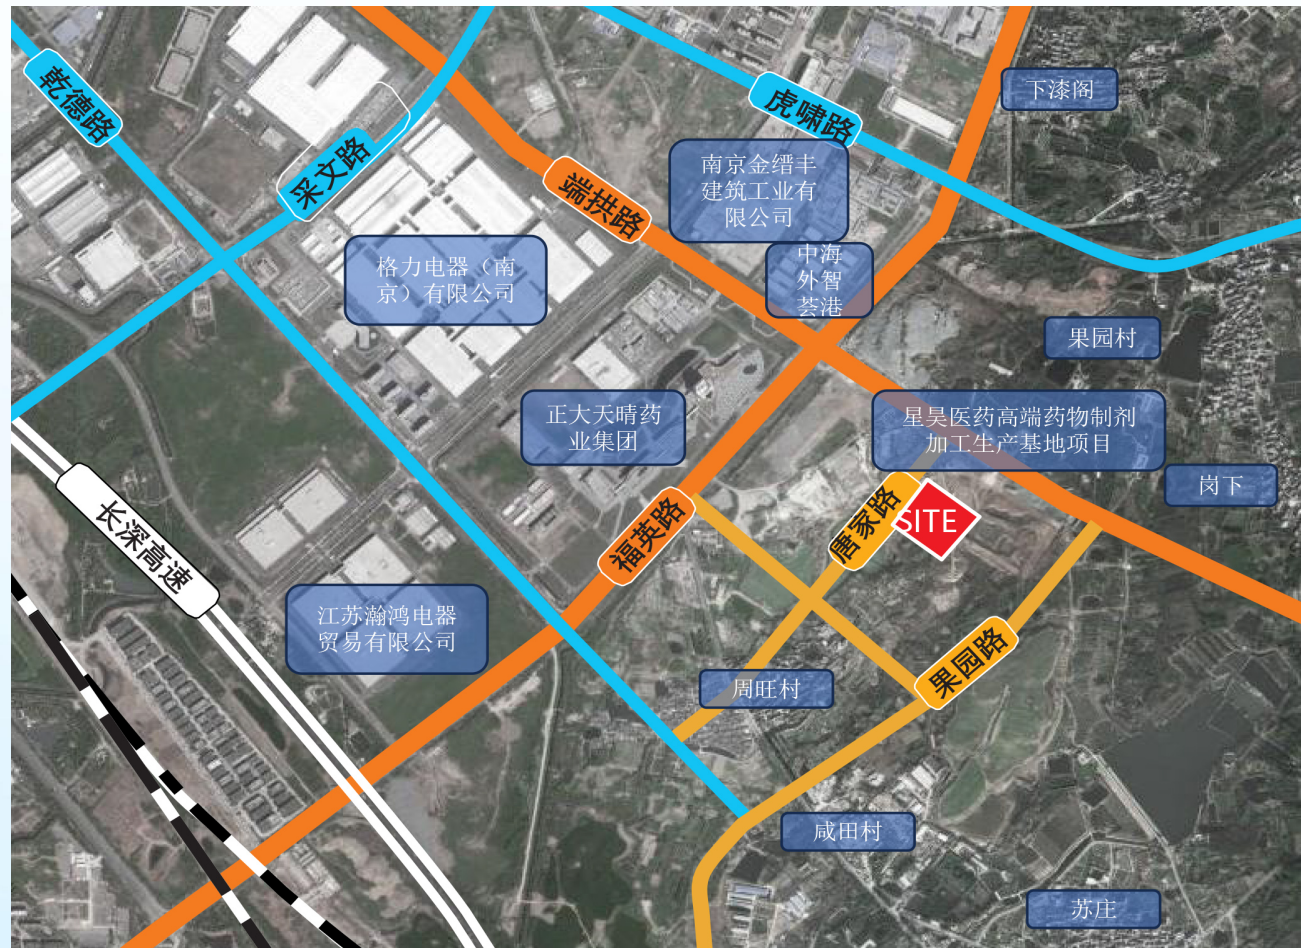 乾德路
采文路
端拱路
虎啸路
下漆阁
南京金缙丰
建筑工业有
限公司
格力电器（南
京）有限公司
中海
外智
荟港
果园村
正大天晴药
业集团
星昊医药高端药物制剂
加工生产基地项目
岗下
长深高速
福英路
唐家路
SITE
江苏瀚鸿电器
贸易有限公司
果园路
周旺村
咸田村
苏庄